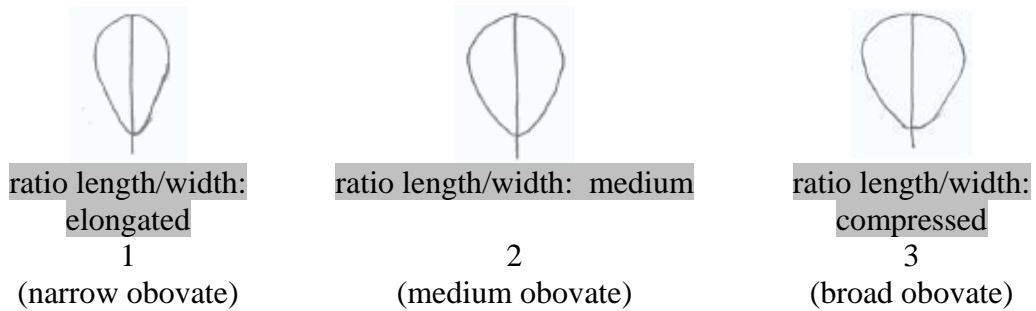 ratio length/width:
elongated
1
(narrow obovate)
ratio length/width:  medium
2
(medium obovate)
ratio length/width:
compressed
3
(broad obovate)